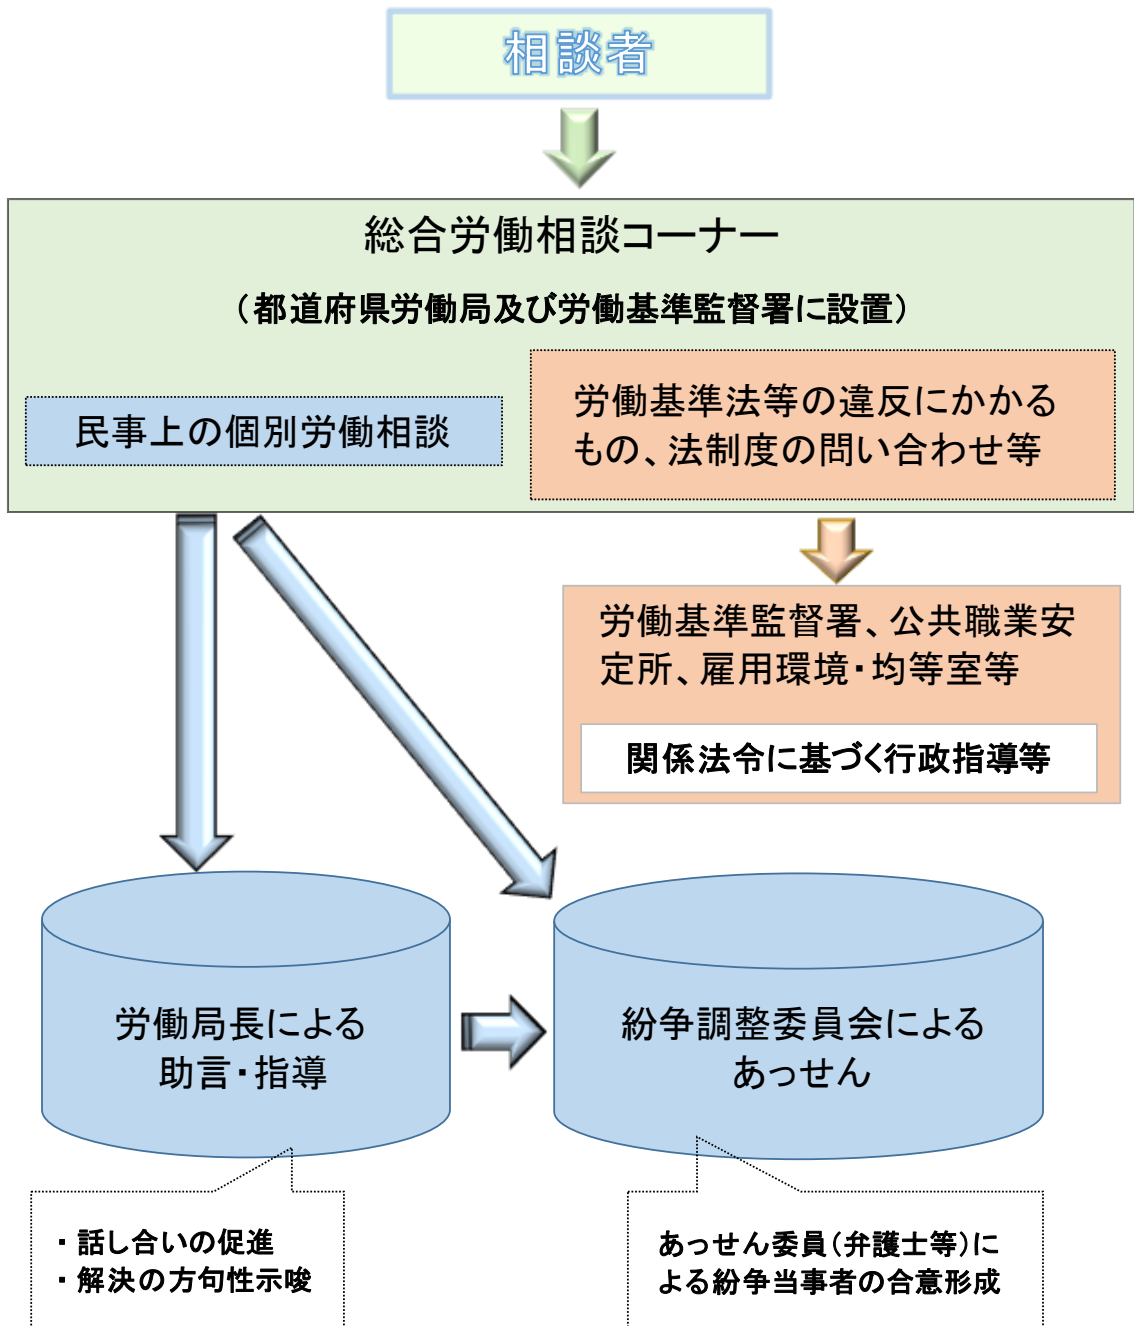 相談者
総合労働相談コーナー
（都道府県労働局及び労働基準監督署に設置）
民事上の個別労働相談
労働基準法等の違反にかかる
もの、法制度の問い合わせ等
労働基準監督署、公共職業安
定所、雇用環境・均等室等
関係法令に基づく行政指導等
労働局長による
助言・指導
紛争調整委員会による
あっせん
・話し合いの促進
・解決の方句性示唆
あっせん委員（弁護士等）に
よる紛争当事者の合意形成